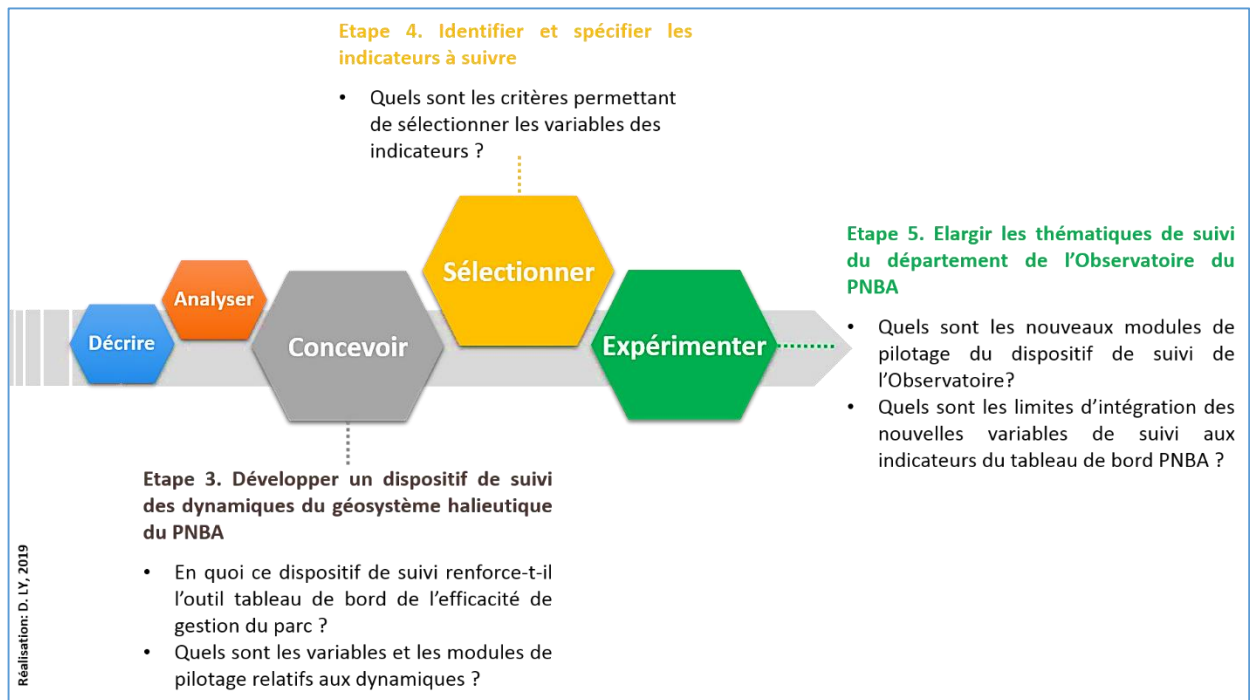 Etape 4. Identifier et spécifier les
indicateurs à suivre
• Quels sont les critères permettant
de sélectionner les variables des
indicateurs ?
Décrire
Analyser
Concevoir
Sélectionner
Expérimenter
Etape 5. Elargir les thématiques de suivi
du département de l’Observatoire du
PNBA
• Quels sont les nouveaux modules de
pilotage du dispositif de suivi de
l’Observatoire?
• Quels sont les limites d’intégration des
nouvelles variables de suivi aux
indicateurs du tableau de bord PNBA ?
Etape 3. Développer un dispositif de suivi
des dynamiques du géosystème halieutique
du PNBA
• En quoi ce dispositif de suivi renforce-t-il
l’outil tableau de bord de l’efficacité de
gestion du parc ?
• Quels sont les variables et les modules de
pilotage relatifs aux dynamiques ?
Réalisation: D. LY, 2019